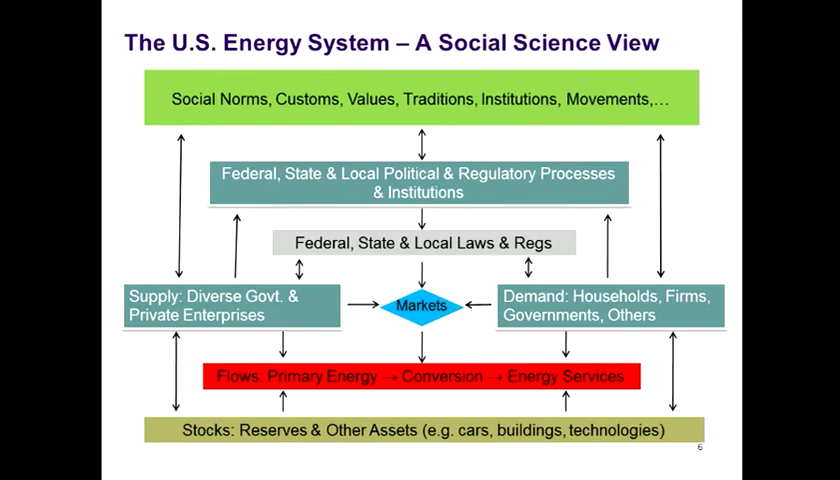 The U.S. Energy System – A Social Science View
Social Norms, Customs, Values, Traditions, Institutions, Movements,…
Federal, State & Local Political & Regulatory Processes
& Institutions
Federal, State & Local Laws & Regs
Supply: Diverse Govt. &
Private Enterprises
Markets
Demand: Households, Firms,
Governments, Others
Flows: Primary Energy → Conversion → Energy Services
Stocks: Reserves & Other Assets (e.g. cars, buildings, technologies)
6